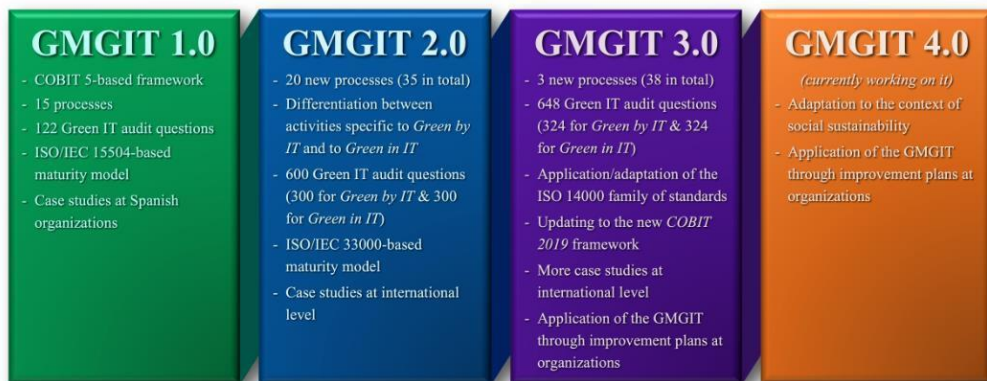 GMGIT 1.0
- COBIT 5-based framework
- 15 processes
- 122 Green IT audit questions
- ISO/IEC 15504-based
maturity model
- Case studies at Spanish
organizations
GMGIT 2.0
- 20 new processes (35 in total)
- Differentiation between
activities specific to Green by
IT and to Green in IT
- 600 Green IT audit questions
(300 for Green by IT & 300
for Green in IT)
- ISO/IEC 33000-based
maturity model
- Case studies at international
level
GMGIT 3.0
- 3 new processes (38 in total)
- 648 Green IT audit questions
(324 for Green by IT & 324
for Green in IT)
- Application/adaptation of the
ISO 14000 family of standards
- Updating to the new COBIT
2019 framework
- More case studies at
international level
- Application of the GMGIT
through improvement plans at
organizations
GMGIT 4.0
(currently working on it)
- Adaptation to the context of
social sustainability
- Application of the GMGIT
through improvement plans at
organizations